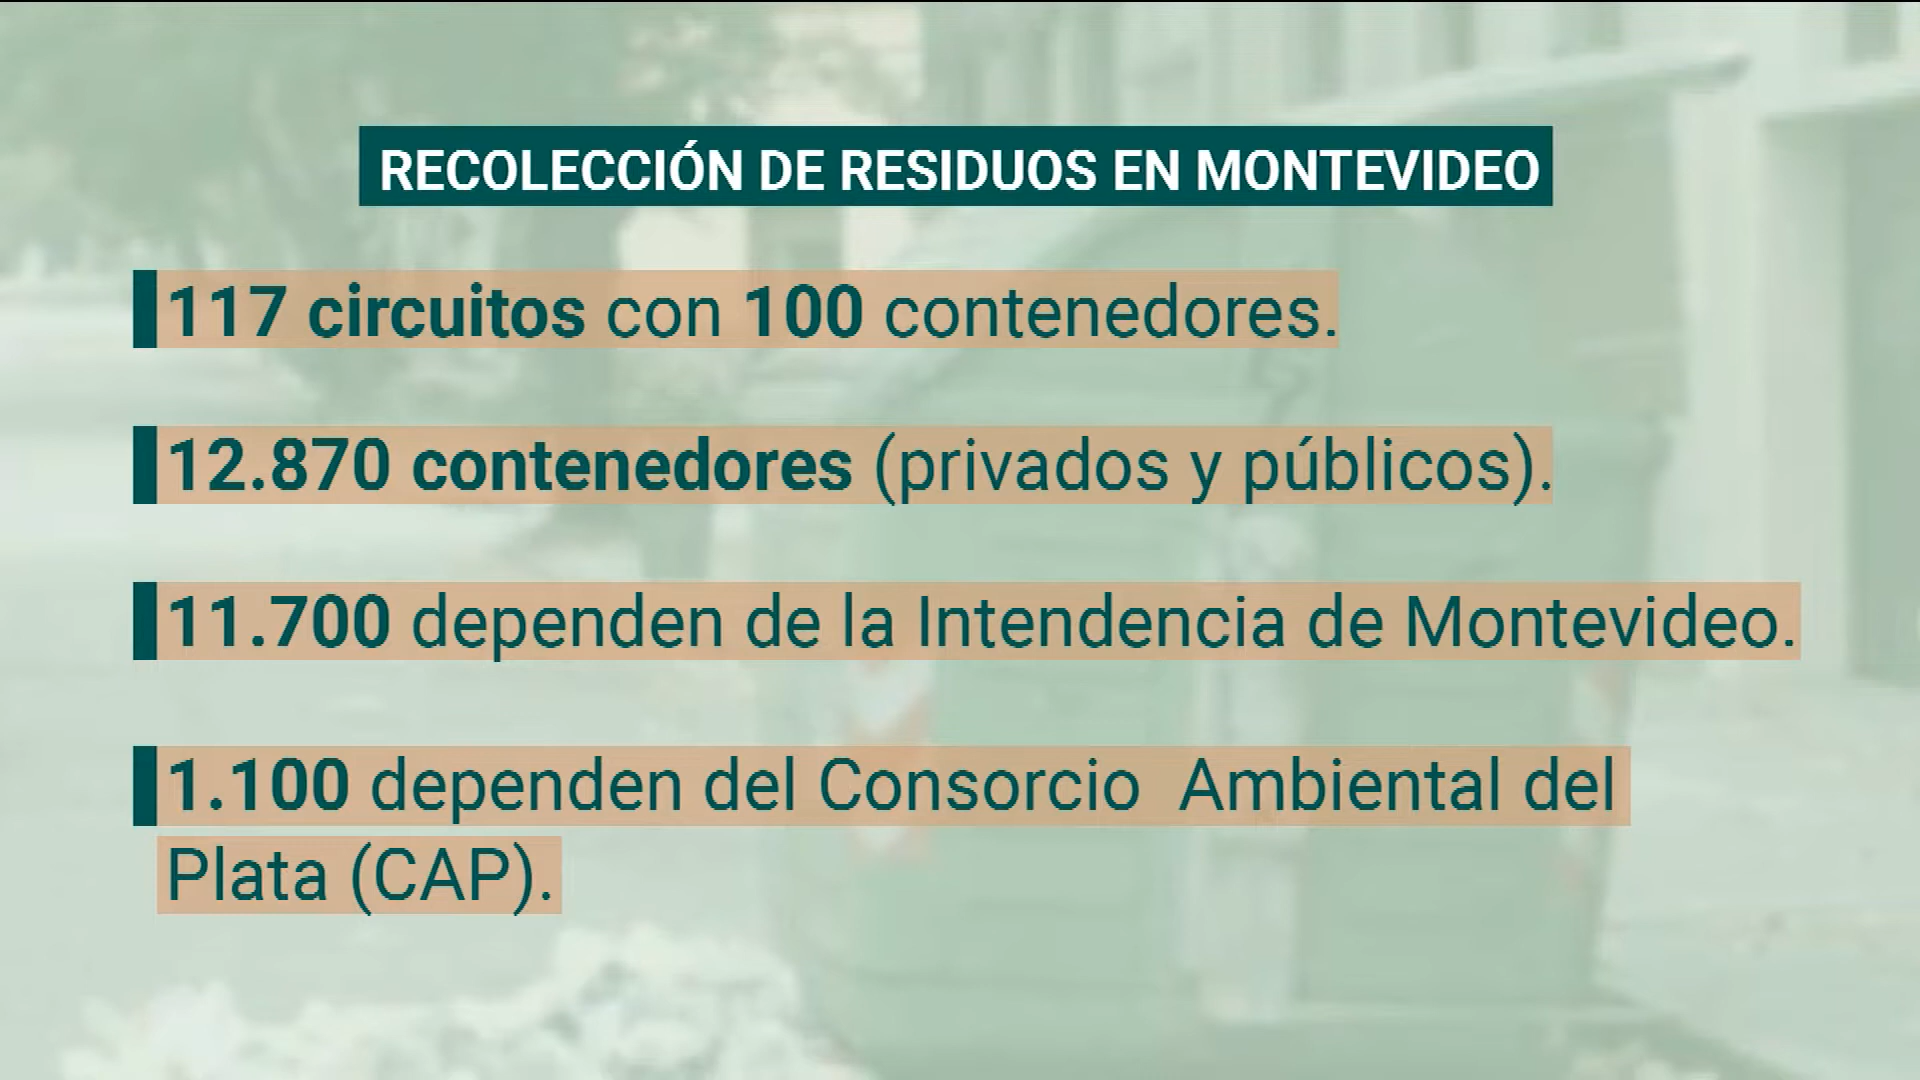 RECOLECCIÓN DE RESIDUOS EN MONTEVIDEO
117 circuitos con 100 contenedores.
12.870 contenedores (privados y públicos).
11.700 dependen de la Intendencia de Montevideo.
1.100 dependen del Consorcio  Ambiental del
Plata (CAP).